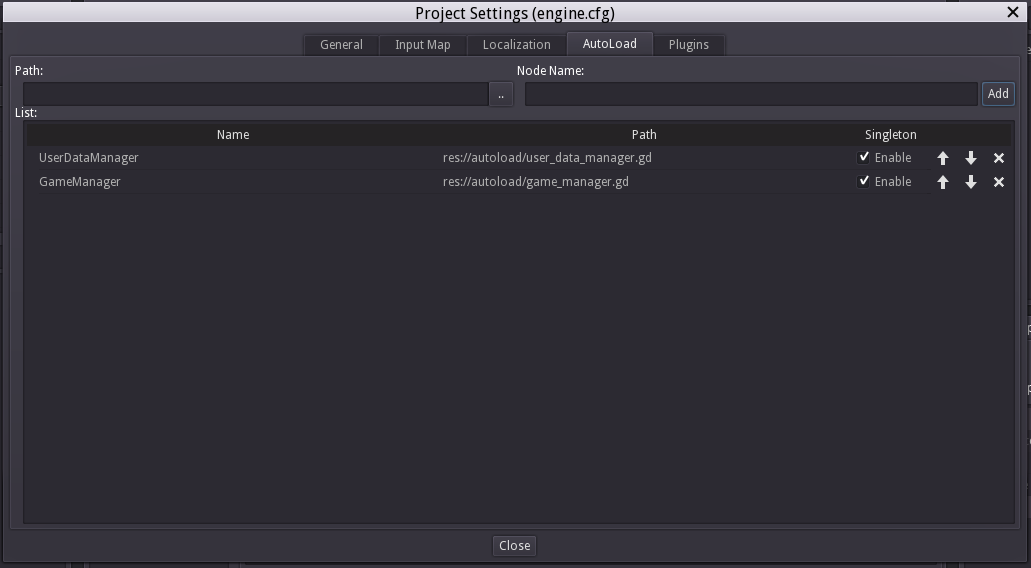 Project Settings (engine.cfg)
General Input Map Localization AutoLoad Plugins
Path: Node Name:
.. Add
List:
Name Path Singleton
UserDataManager res://autoload/user_data_manager.gd Enable
GameManager res://autoload/game_manager.gd Enable
Close